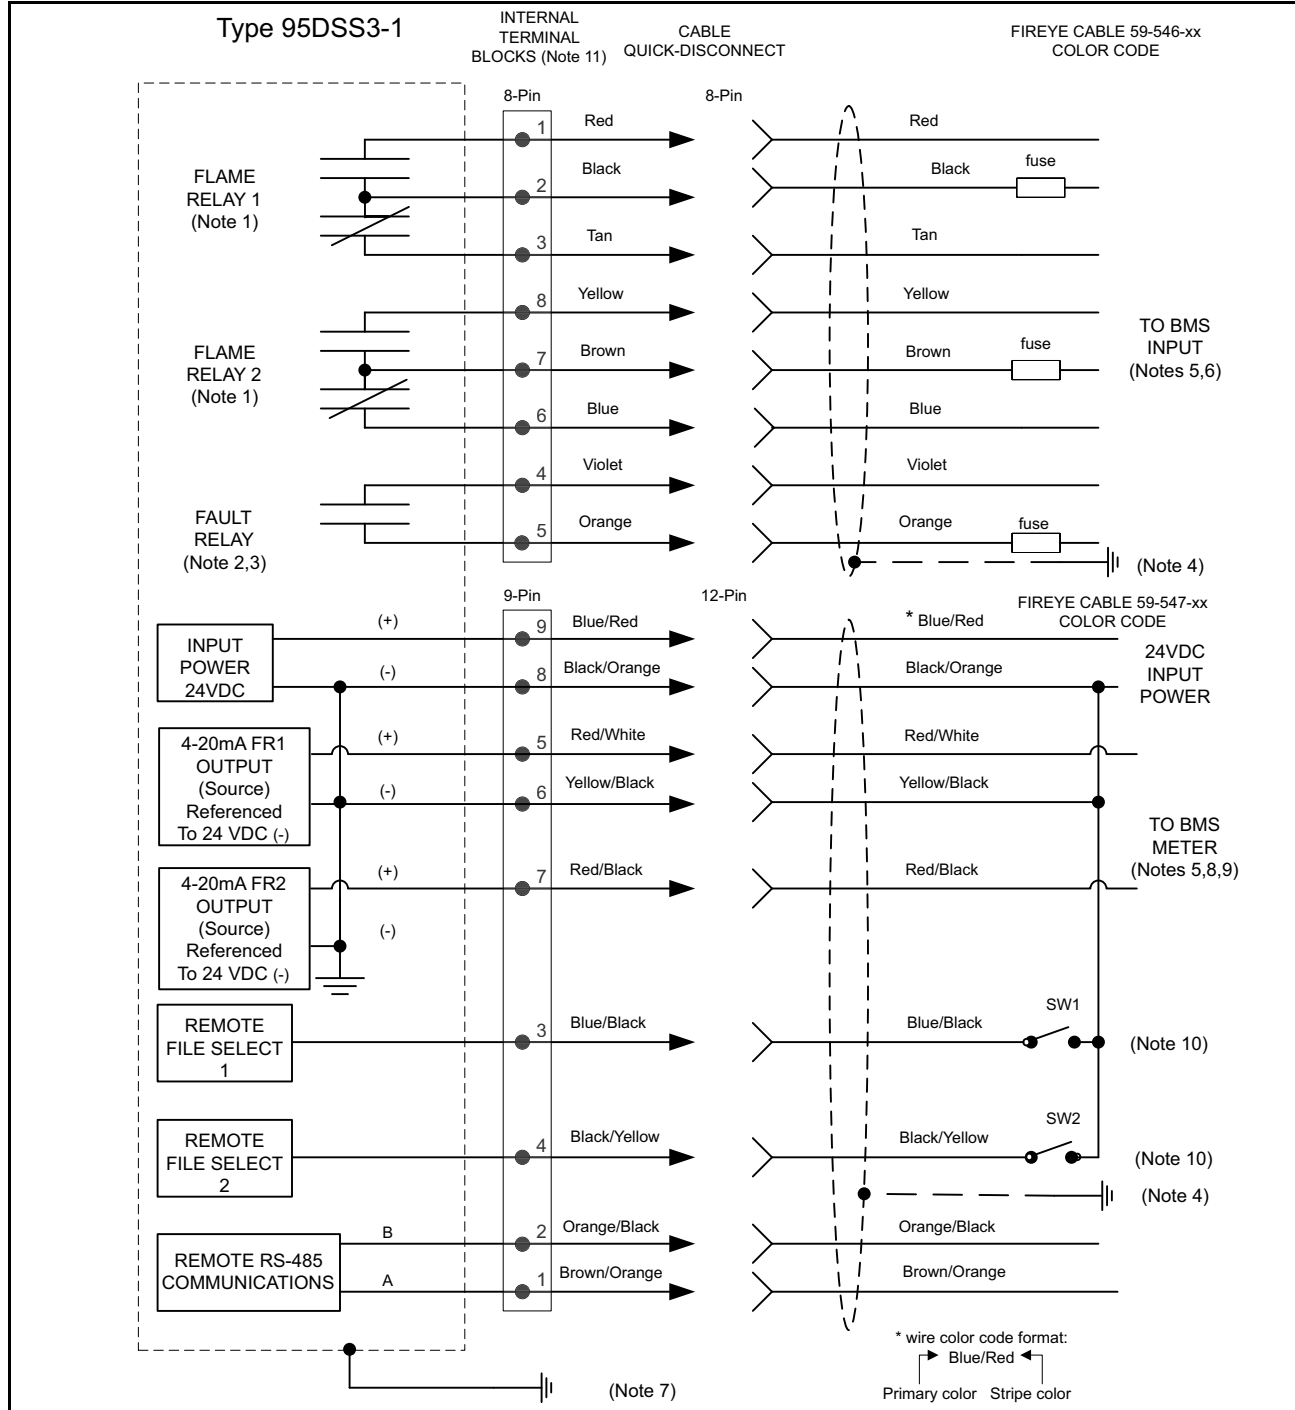 Type 95DSS3-1
INTERNAL
TERMINAL
BLOCKS (Note 11)
CABLE
QUICK-DISCONNECT
FIREYE CABLE 59-546-xx
COLOR CODE
8-Pin
8-Pin
FLAME
RELAY 1
(Note 1)
1
Red
Red
2
Black
Black
fuse
3
Tan
Tan
FLAME
RELAY 2
(Note 1)
8
Yellow
Yellow
7
Brown
Brown
fuse
6
Blue
Blue
TO BMS
INPUT
(Notes 5,6)
FAULT
RELAY
(Note 2,3)
4
Violet
Violet
5
Orange
Orange
fuse
(Note 4)
9-Pin
12-Pin
FIREYE CABLE 59-547-xx
COLOR CODE
INPUT
POWER
24VDC
(+)
9
Blue/Red
* Blue/Red
(-)
8
Black/Orange
Black/Orange
24VDC
INPUT
POWER
4-20mA FR1
OUTPUT
(Source)
Referenced
To 24 VDC (-)
(+)
5
Red/White
Red/White
(-)
6
Yellow/Black
Yellow/Black
TO BMS
METER
(Notes 5,8,9)
4-20mA FR2
OUTPUT
(Source)
Referenced
To 24 VDC (-)
(+)
7
Red/Black
Red/Black
(-)
REMOTE
FILE SELECT
1
3
Blue/Black
Blue/Black
SW1
(Note 10)
REMOTE
FILE SELECT
2
4
Black/Yellow
Black/Yellow
SW2
(Note 10)
(Note 4)
REMOTE RS-485
COMMUNICATIONS
B
2
Orange/Black
Orange/Black
A
1
Brown/Orange
Brown/Orange
* wire color code format:
Blue/Red
Primary color Stripe color
(Note 7)